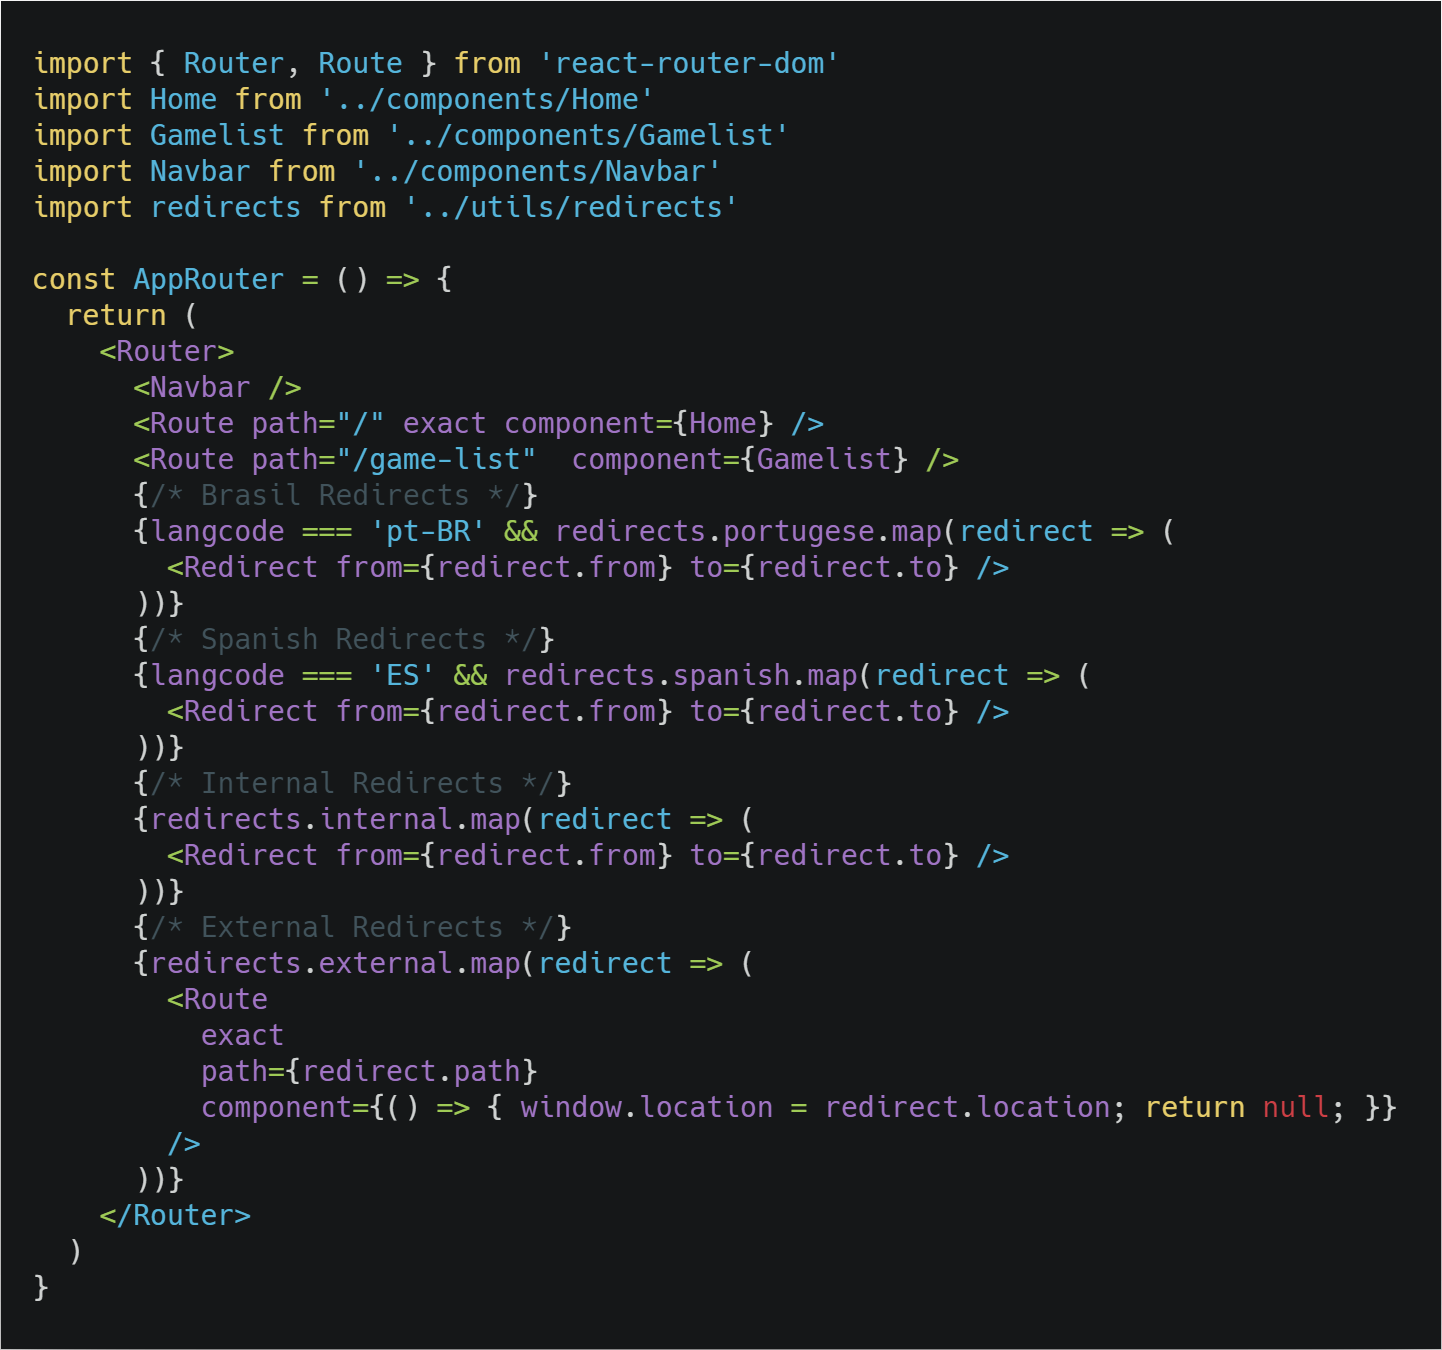 import { Router, Route } from 'react-router-dom'
import Home from '../components/Home'
import Gamelist from '../components/Gamelist'
import Navbar from '../components/Navbar'
import redirects from '../utils/redirects'

const AppRouter = () => {
  return (
    <Router>
      <Navbar />
      <Route path="/" exact component={Home} />
      <Route path="/game-list"  component={Gamelist} />
      {/* Brasil Redirects */}
      {langcode === 'pt-BR' && redirects.portugese.map(redirect => (
        <Redirect from={redirect.from} to={redirect.to} />
      ))}
      {/* Spanish Redirects */}
      {langcode === 'ES' && redirects.spanish.map(redirect => (
        <Redirect from={redirect.from} to={redirect.to} />
      ))}
      {/* Internal Redirects */}
      {redirects.internal.map(redirect => (
        <Redirect from={redirect.from} to={redirect.to} />
      ))}
      {/* External Redirects */}
      {redirects.external.map(redirect => (
        <Route
          exact
          path={redirect.path}
          component={() => { window.location = redirect.location; return null; }}
        />
      ))}
    </Router>
  )
}